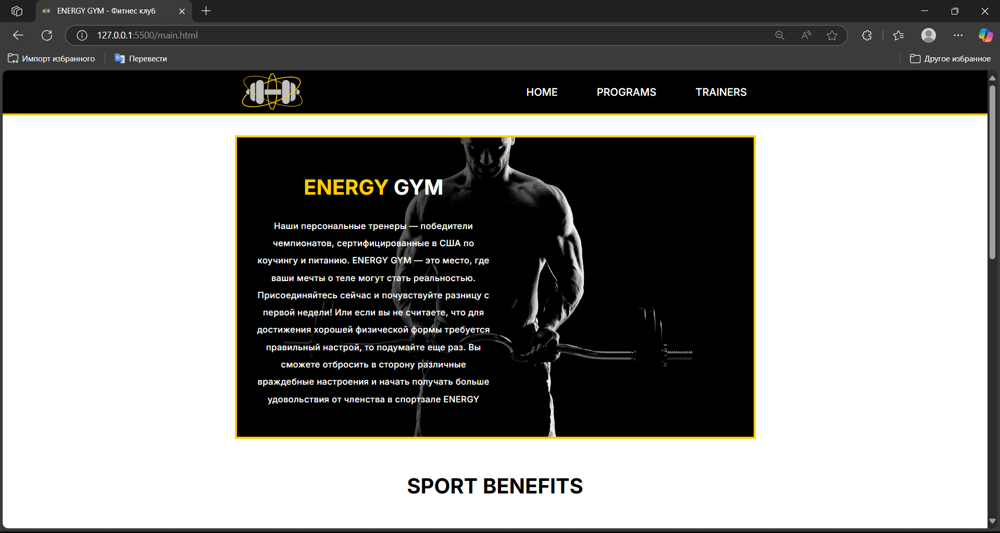 ENERGY GYM - Фитнес клуб
127.0.0.1:5500/main.html
Импорт избранного
Перевести
Другое избранное
HOME
PROGRAMS
TRAINERS
ENERGY GYM
Наши персональные тренеры — победители
чемпионатов, сертифицированные в США по
коучингу и питанию. ENERGY GYM — это место, где
ваши мечты о теле могут стать реальностью.
Присоединяйтесь сейчас и почувствуйте разницу с
первой недели! Или если вы не считаете, что для
достижения хорошей физической формы требуется
правильный настрой, то подумайте еще раз. Вы
сможете отбросить в сторону различные
враждебные настроения и начать получать больше
удовольствия от членства в спортзале ENERGY
SPORT BENEFITS